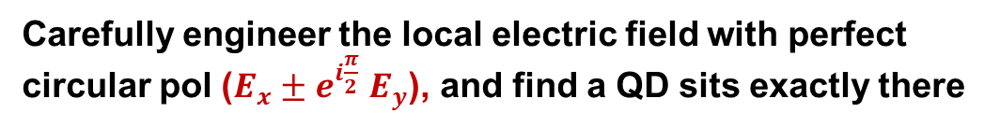 Carefully engineer the local electric field with perfect
circular pol (E_x ± e^{i\frac{π}{2}} E_y), and find a QD sits exactly there